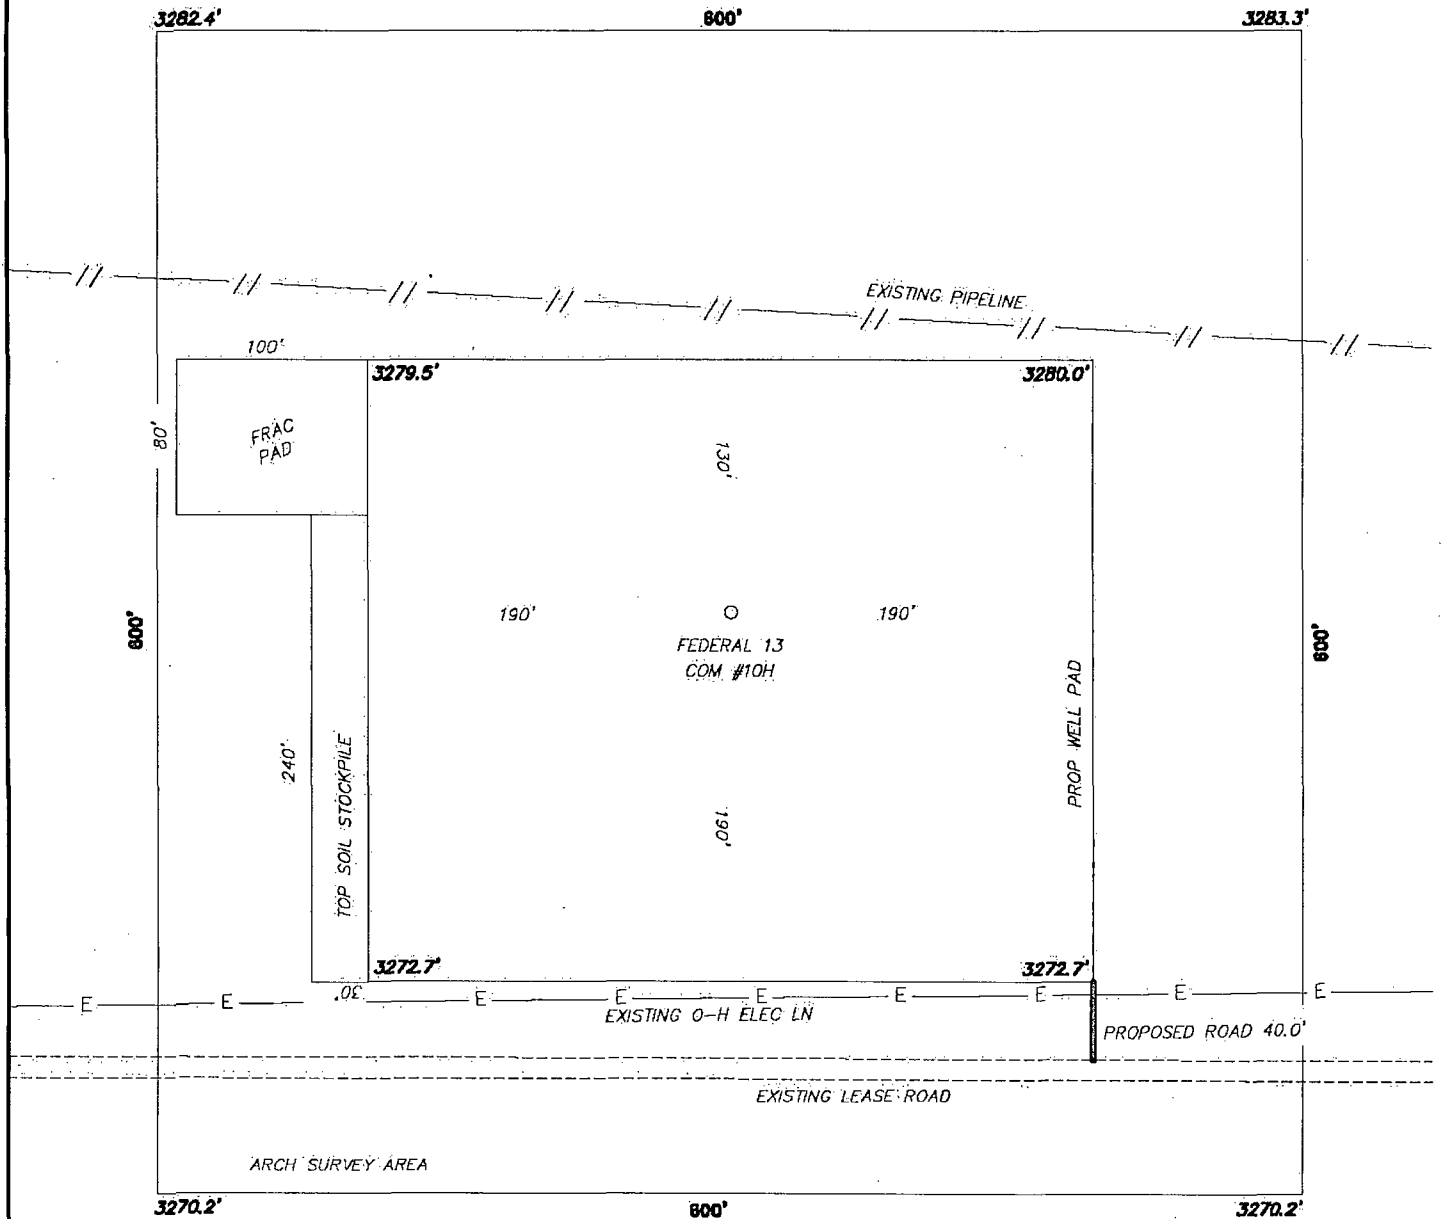 3282.4' 600' 3283.3'
EXISTING PIPELINE
100'
3279.5' 3280.0'
80'
FRAC
PAD
130'
600'
190' 190'
600'
FEDERAL 13
COM #10H
PROP WELL PAD
240'
TOP SOIL STOCKPILE
190'
3272.7' 3272.7'
30'
E E E E E E E E E
EXISTING O-H ELEC LN
PROPOSED ROAD 40.0'
EXISTING LEASE ROAD
ARCH SURVEY AREA
3270.2' 600' 3270.2'